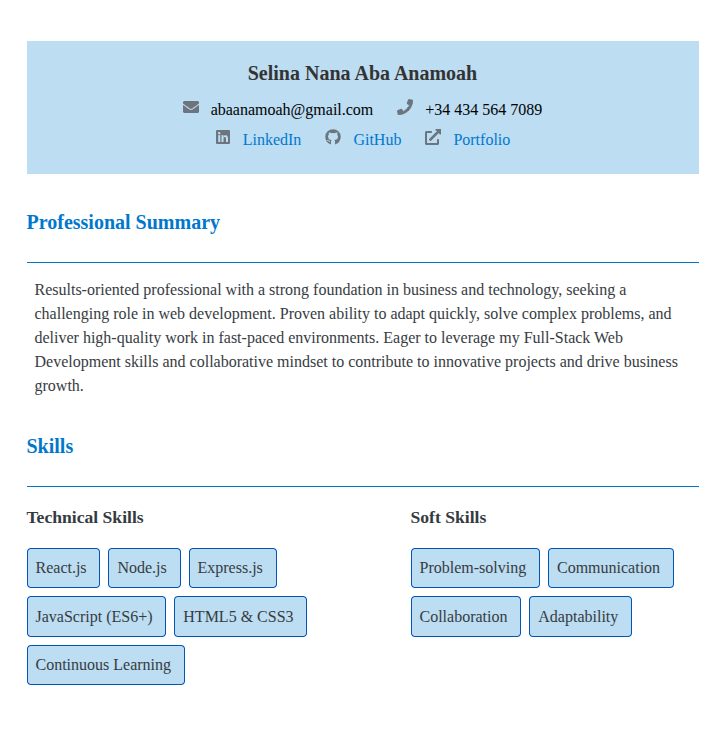 Selina Nana Aba Anamoah
abaanamoah@gmail.com +34 434 564 7089
LinkedIn GitHub Portfolio
Professional Summary
Results-oriented professional with a strong foundation in business and technology, seeking a
challenging role in web development. Proven ability to adapt quickly, solve complex problems, and
deliver high-quality work in fast-paced environments. Eager to leverage my Full-Stack Web
Development skills and collaborative mindset to contribute to innovative projects and drive business
growth.
Skills
Technical Skills
React.js Node.js Express.js
JavaScript (ES6+) HTML5 & CSS3
Continuous Learning
Soft Skills
Problem-solving Communication
Collaboration Adaptability